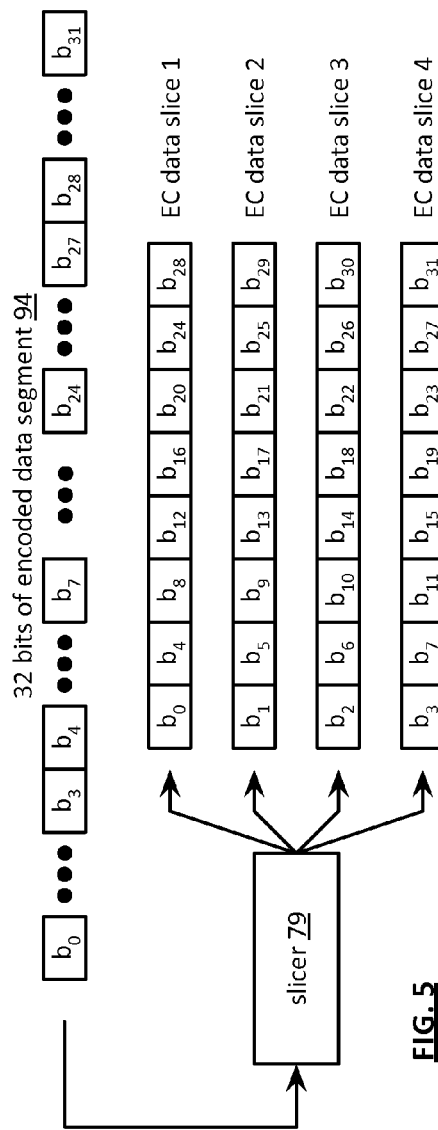 32 bits of encoded data segment 94
b0 ••• b3 b4 ••• b7 ••• b24 ••• b27 b28 ••• b31
slicer 79
b0 b4 b8 b12 b16 b20 b24 b28 EC data slice 1
b1 b5 b9 b13 b17 b21 b25 b29 EC data slice 2
b2 b6 b10 b14 b18 b22 b26 b30 EC data slice 3
b3 b7 b11 b15 b19 b23 b27 b31 EC data slice 4
FIG. 5